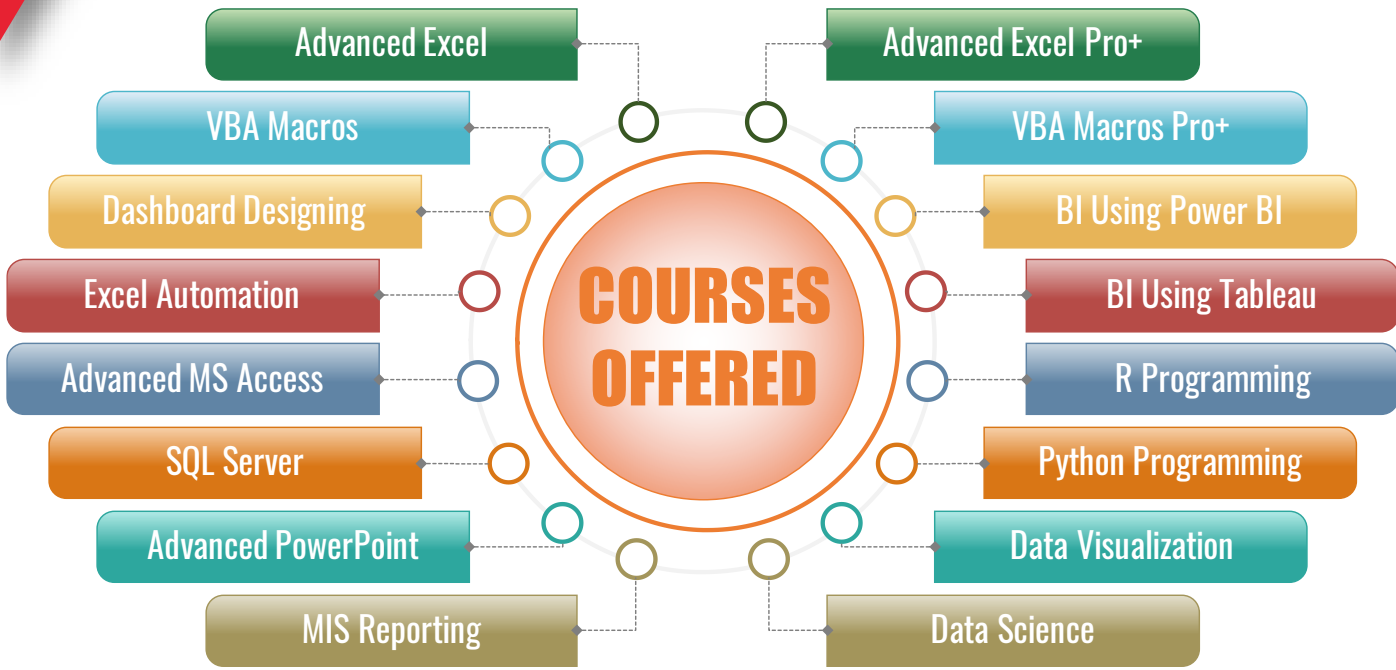 Advanced Excel
Advanced Excel Pro+
VBA Macros
VBA Macros Pro+
Dashboard Designing
BI Using Power BI
Excel Automation
BI Using Tableau
COURSES
OFFERED
Advanced MS Access
R Programming
SQL Server
Python Programming
Advanced PowerPoint
Data Visualization
MIS Reporting
Data Science